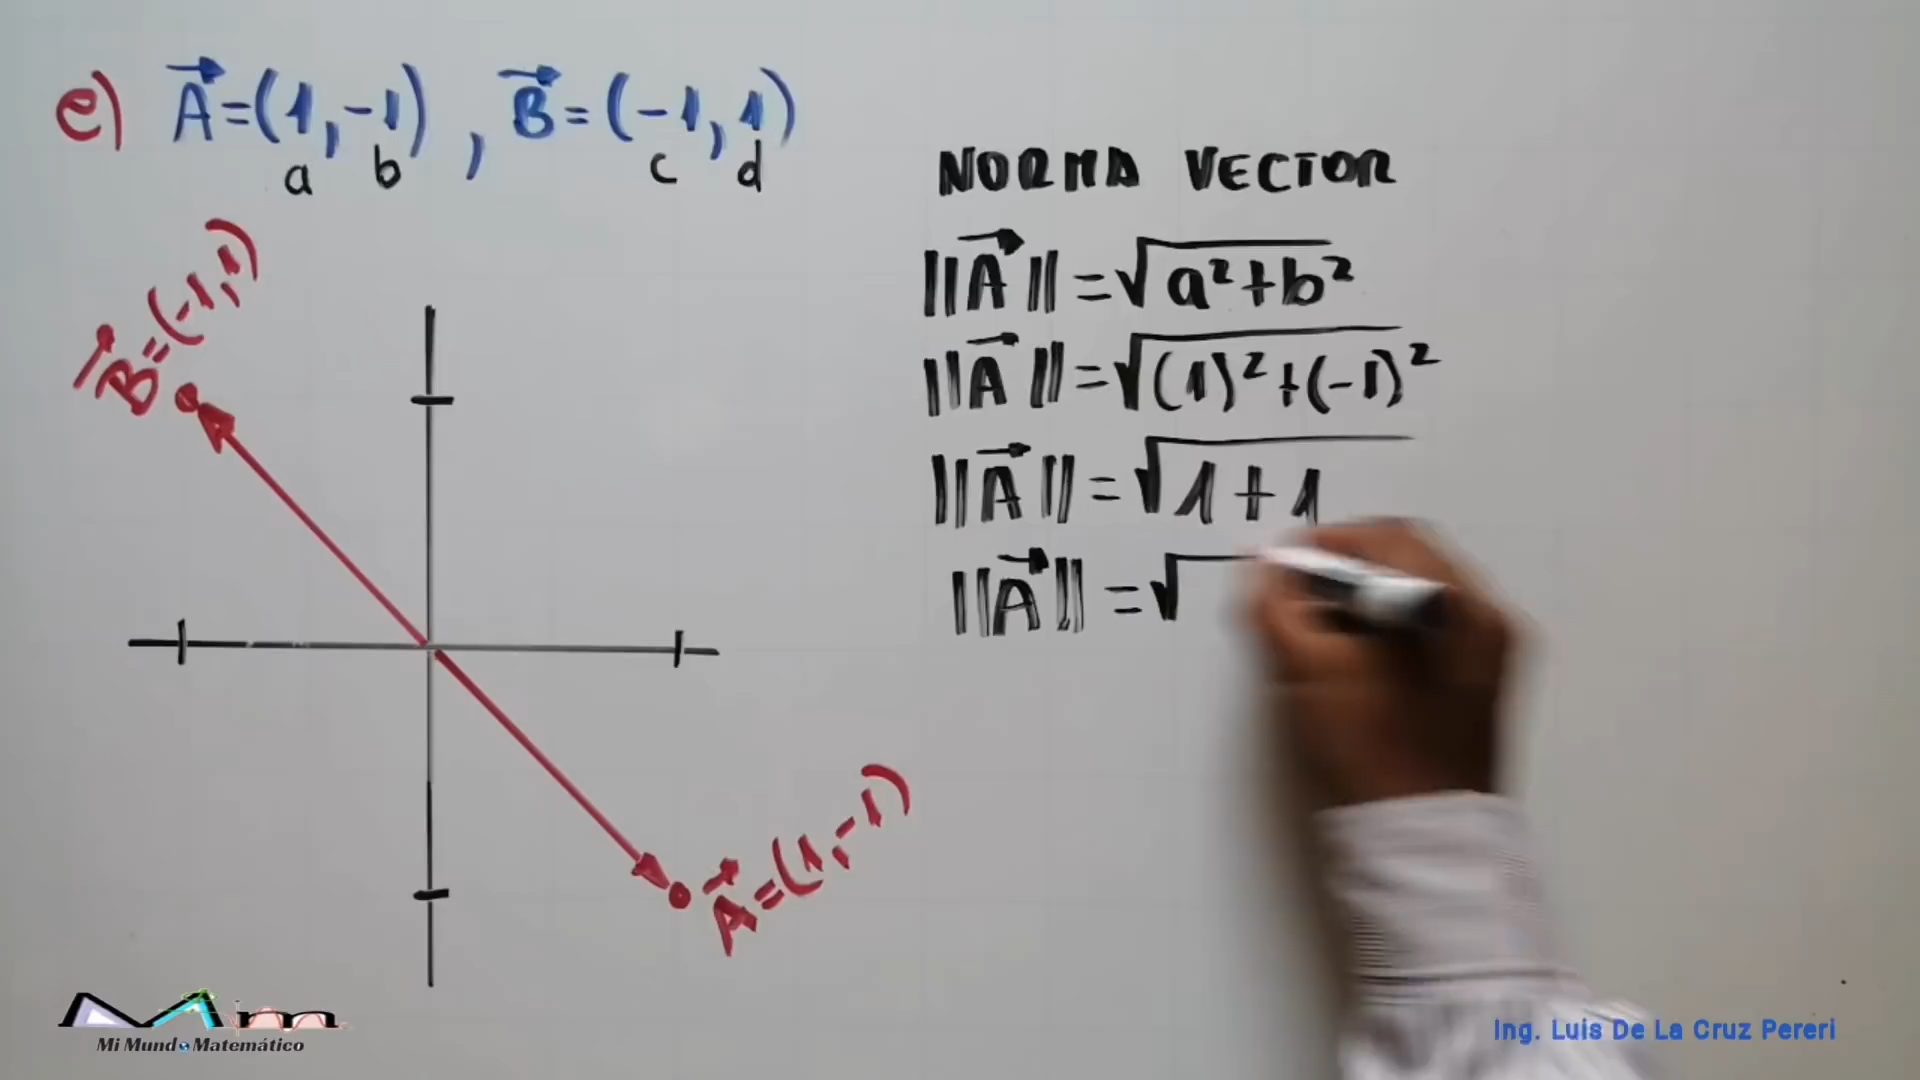 e) A=(1,-1), B=(-1,1)
a b c d
NORMA VECTOR
||A||=√a²+b²
||A||=√(1)²+(-1)²
||A||=√1+1
||A||=√
B=(-1,1)
A=(1,-1)
Mim
Mi Mundo Matemático
Ing. Luis De La Cruz Pereri